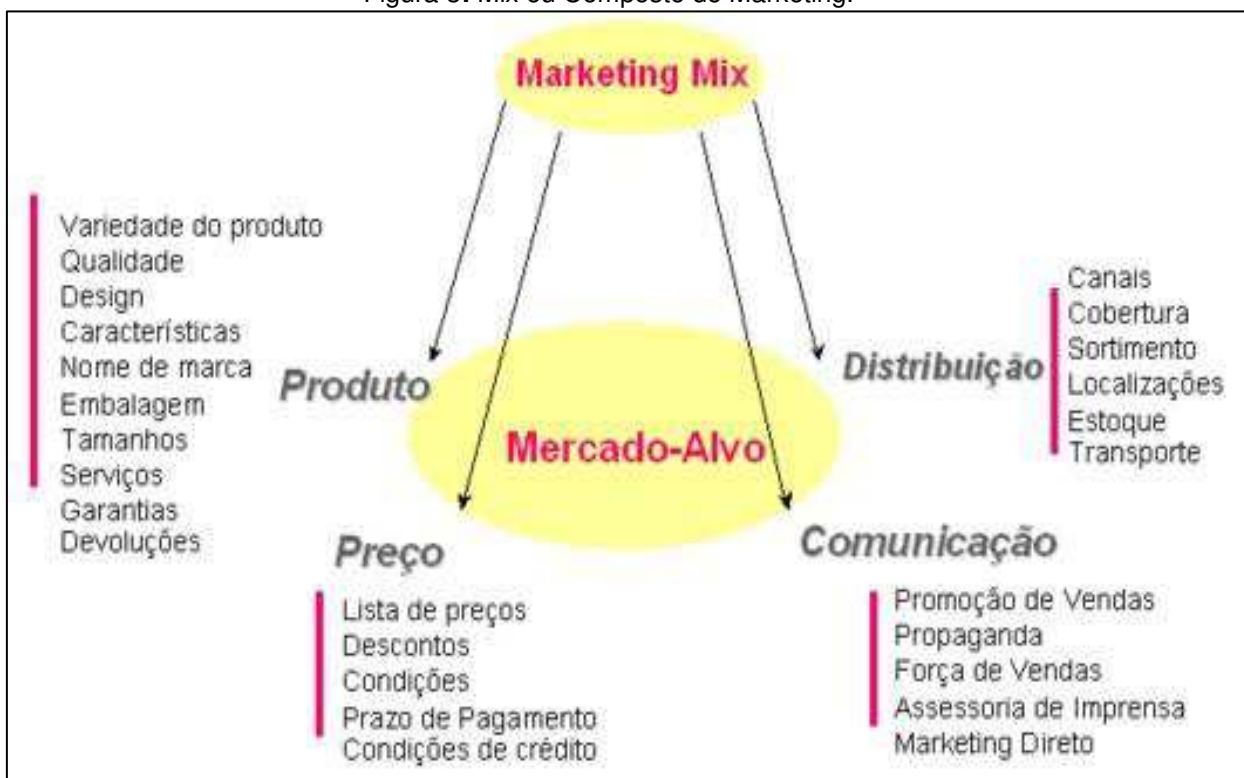 Marketing Mix
Variedade do produto
Qualidade
Design
Características
Nome de marca
Embalagem
Tamanhos
Serviços
Garantias
Devoluções
Produto
Mercado-Alvo
Distribuição
Canais
Cobertura
Sortimento
Localizações
Estoque
Transporte
Preço
Lista de preços
Descontos
Condições
Prazo de Pagamento
Condições de crédito
Comunicação
Promoção de Vendas
Propaganda
Força de Vendas
Assessoria de Imprensa
Marketing Direto